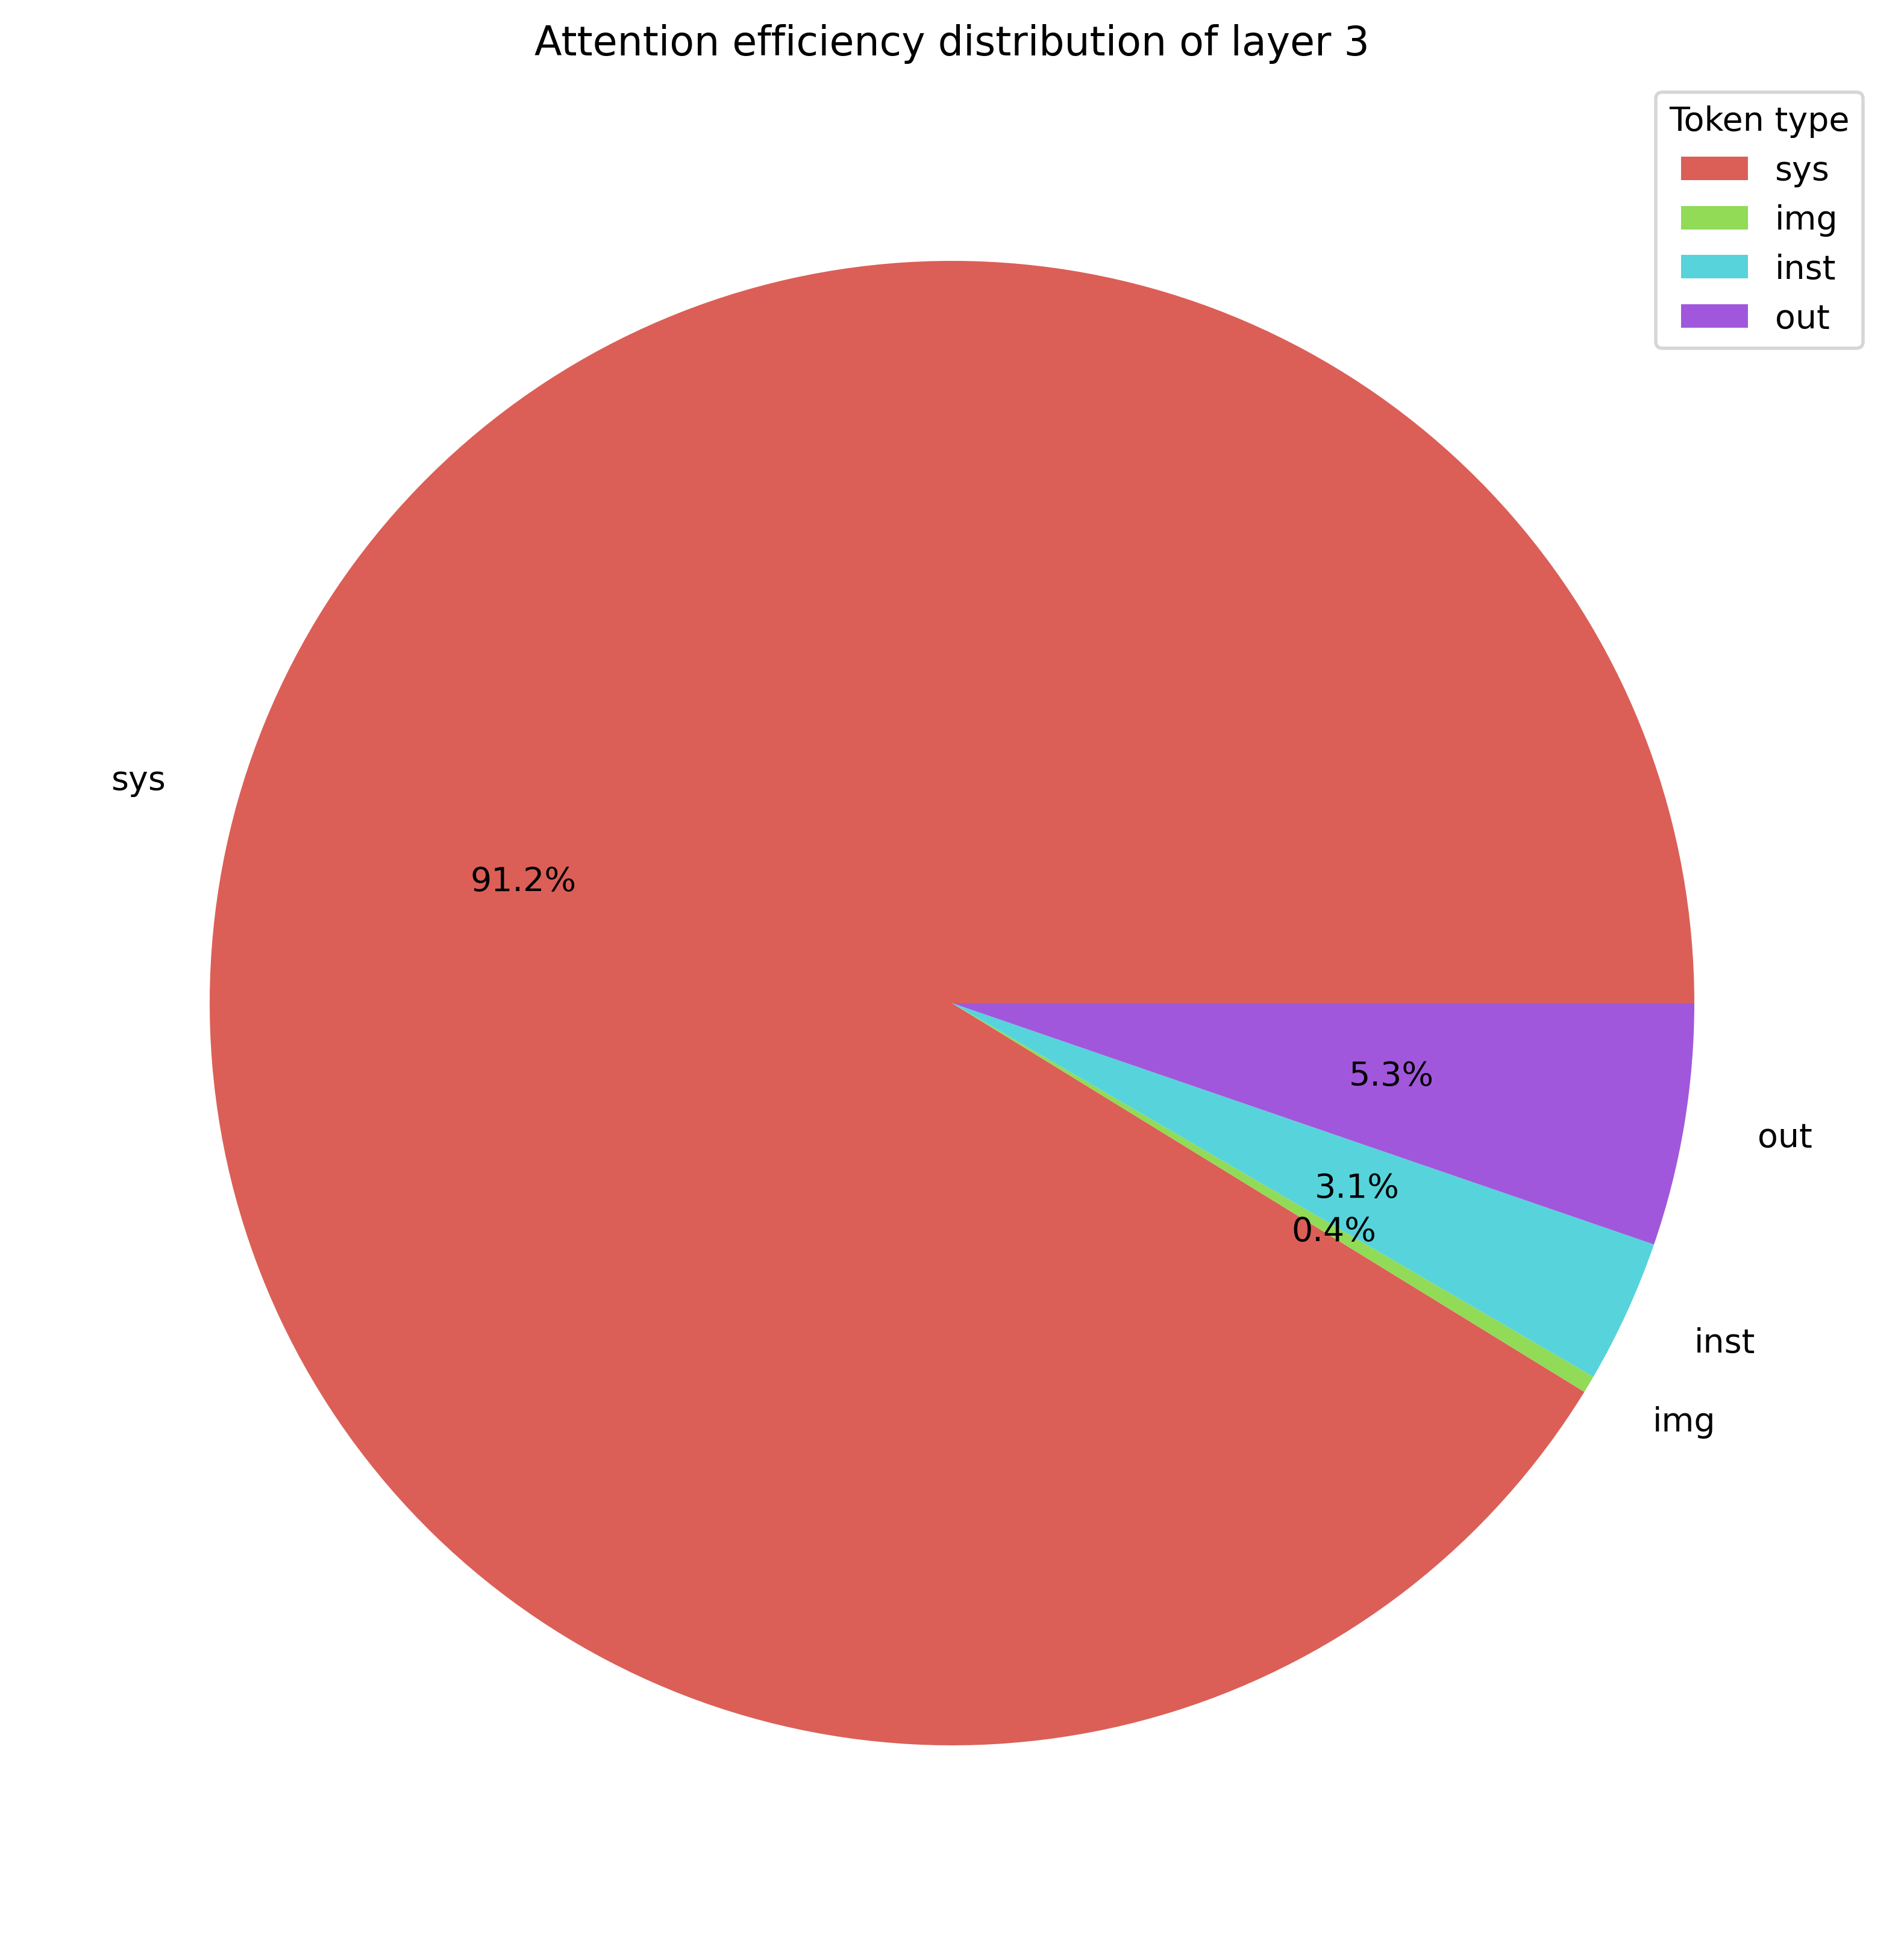 Attention efficiency distribution of layer 3
Token type
sys
img
inst
out
sys
91.2%
5.3%
out
3.1%
0.4%
inst
img